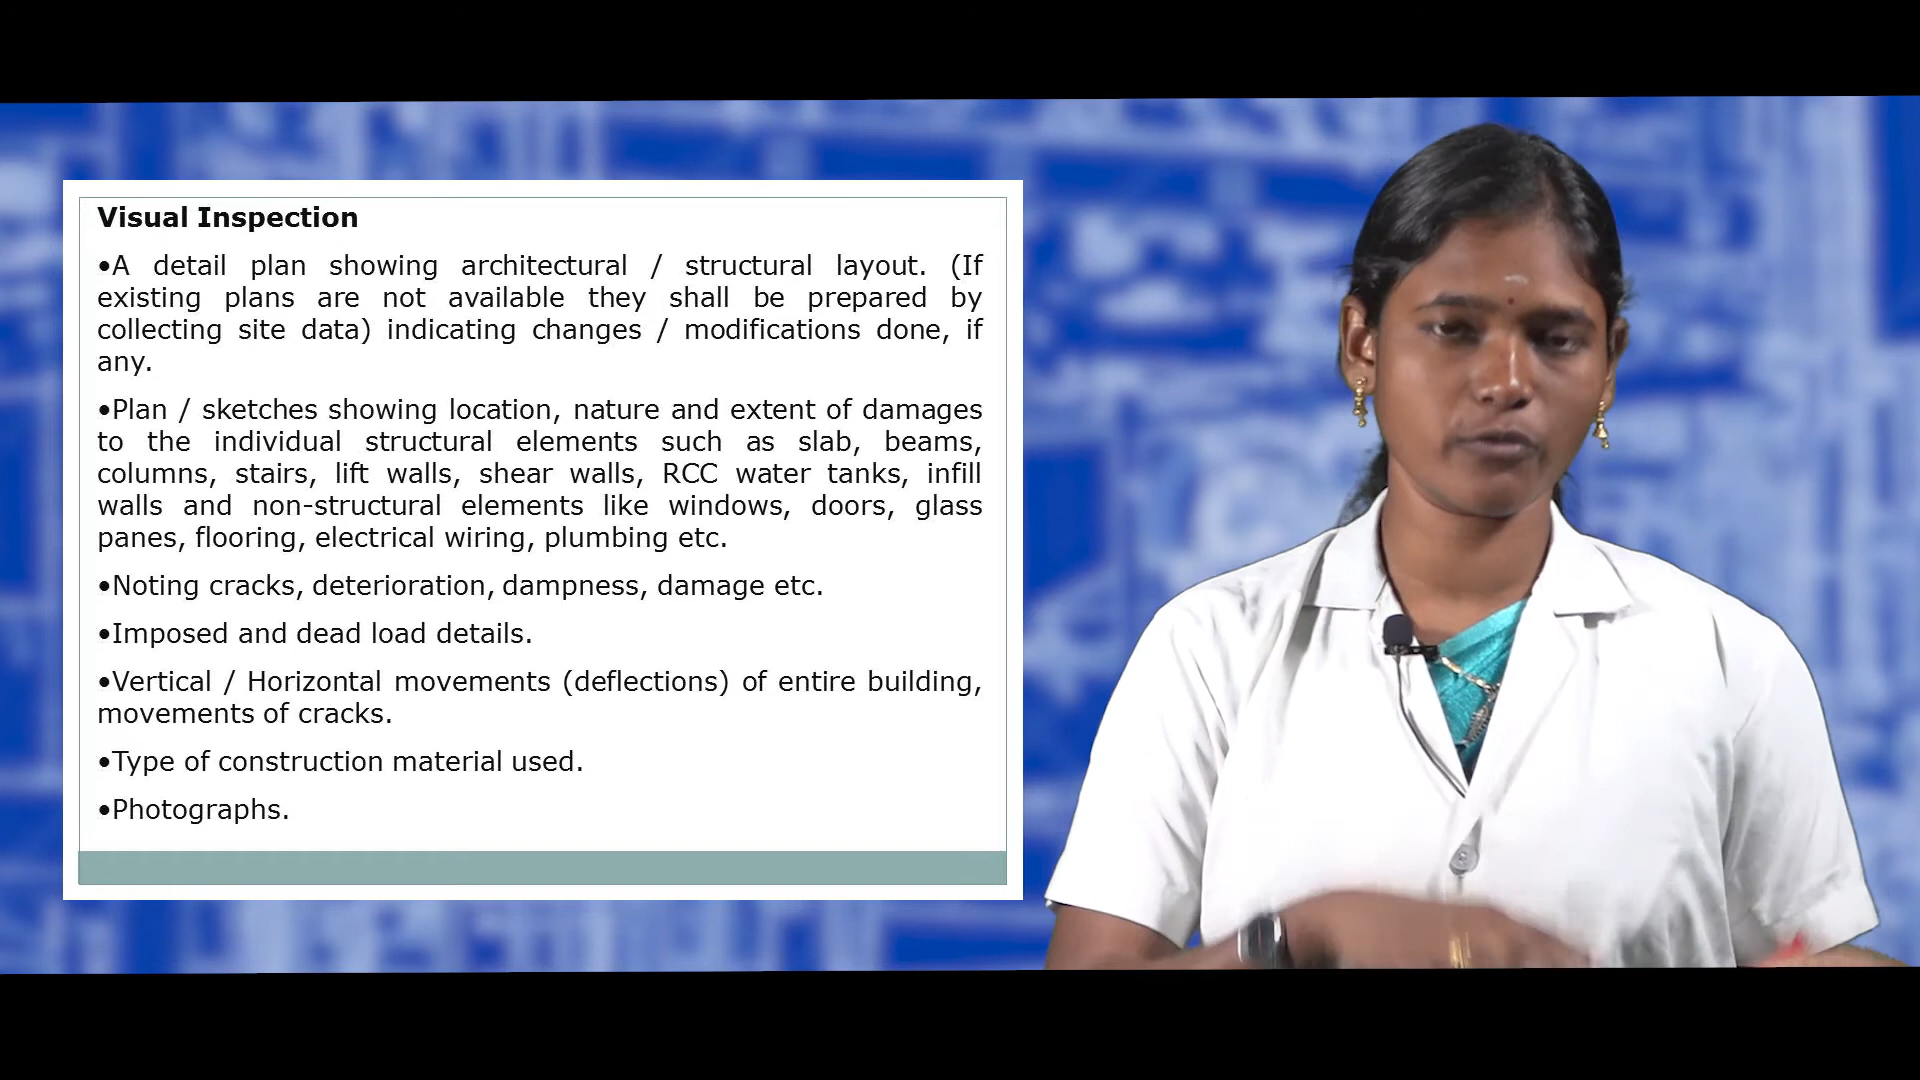 Visual Inspection
•A detail plan showing architectural / structural layout. (If
existing plans are not available they shall be prepared by
collecting site data) indicating changes / modifications done, if
any.
•Plan / sketches showing location, nature and extent of damages
to the individual structural elements such as slab, beams,
columns, stairs, lift walls, shear walls, RCC water tanks, infill
walls and non-structural elements like windows, doors, glass
panes, flooring, electrical wiring, plumbing etc.
•Noting cracks, deterioration, dampness, damage etc.
•Imposed and dead load details.
•Vertical / Horizontal movements (deflections) of entire building,
movements of cracks.
•Type of construction material used.
•Photographs.